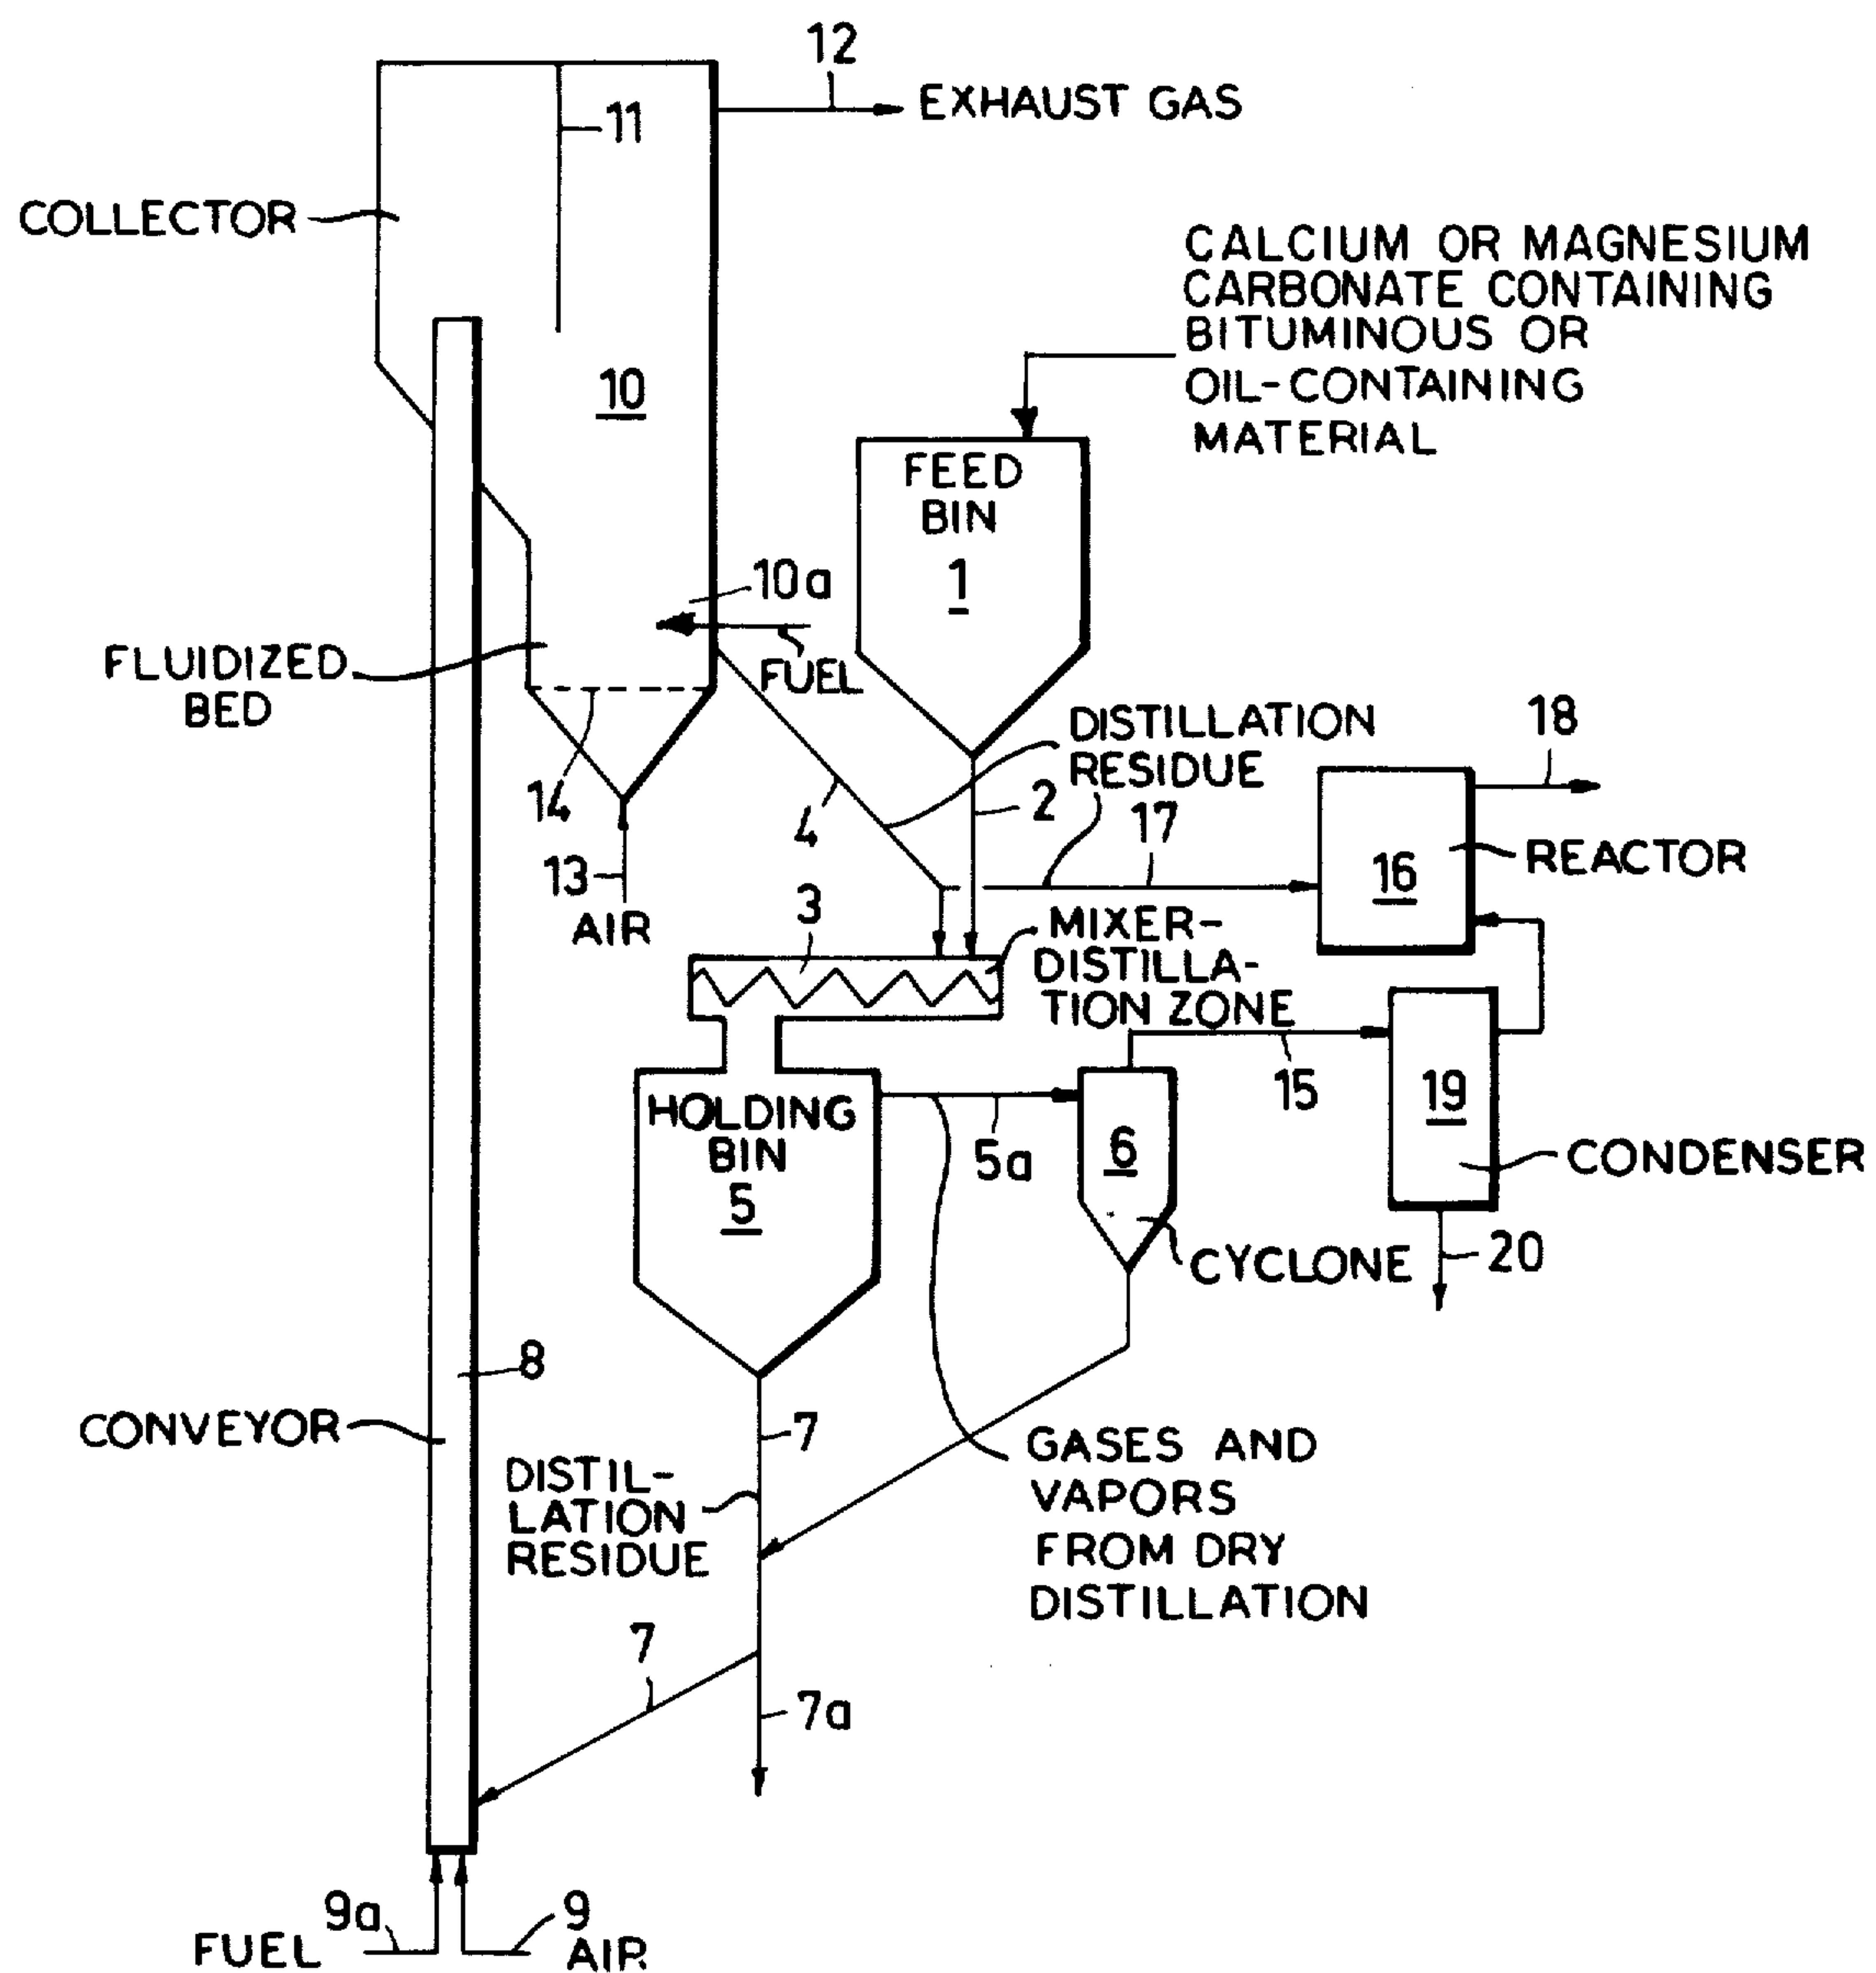 12
EXHAUST GAS
11
COLLECTOR
CALCIUM OR MAGNESIUM
CARBONATE CONTAINING
BITUMINOUS OR
OIL-CONTAINING
MATERIAL
10
FEED
BIN
1
10a
FUEL
FLUIDIZED
BED
14
13
AIR
4
DISTILLATION
RESIDUE
2
17
18
16
REACTOR
3
MIXER-
DISTILLA-
TION ZONE
15
19
CONDENSER
20
HOLDING
BIN
5
5a
6
CYCLONE
8
CONVEYOR
7
DISTIL-
LATION
RESIDUE
GASES AND
VAPORS
FROM DRY
DISTILLATION
7
7a
9a
FUEL
9
AIR